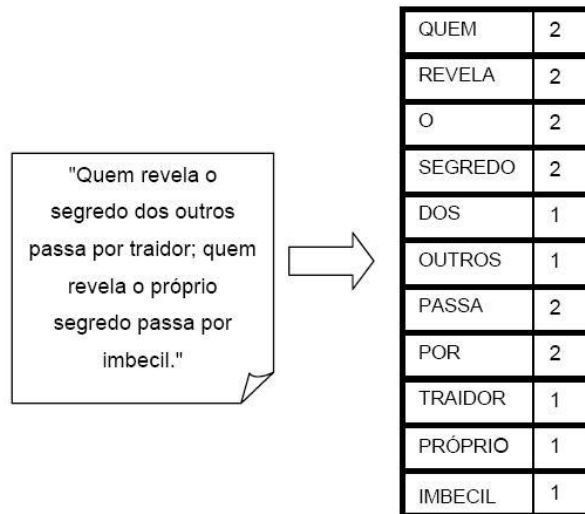 "Quem revela o
segredo dos outros
passa por traidor; quem
revela o próprio
segredo passa por
imbecil."
QUEM 2
REVELA 2
O 2
SEGREDO 2
DOS 1
OUTROS 1
PASSA 2
POR 2
TRAIDOR 1
PRÓPRIO 1
IMBECIL 1